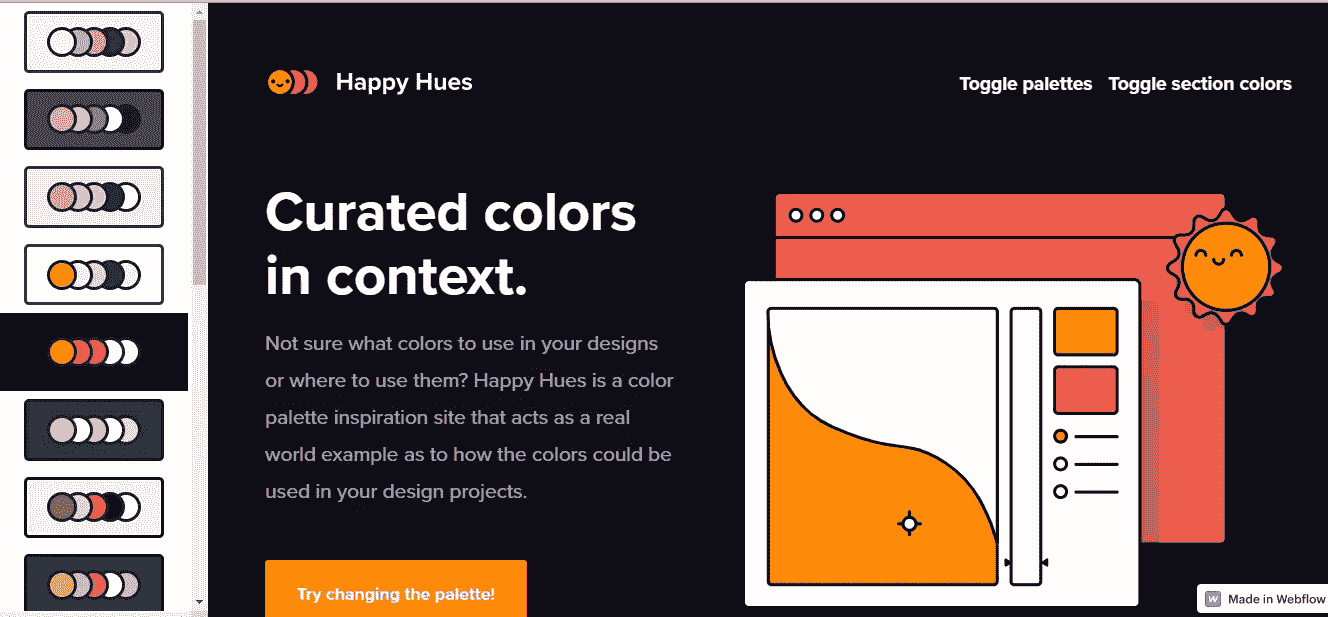 Happy Hues
Toggle palettes Toggle section colors
Curated colors
in context.
Not sure what colors to use in your designs
or where to use them? Happy Hues is a color
palette inspiration site that acts as a real
world example as to how the colors could be
used in your design projects.
Try changing the palette!
W Made in Webflow